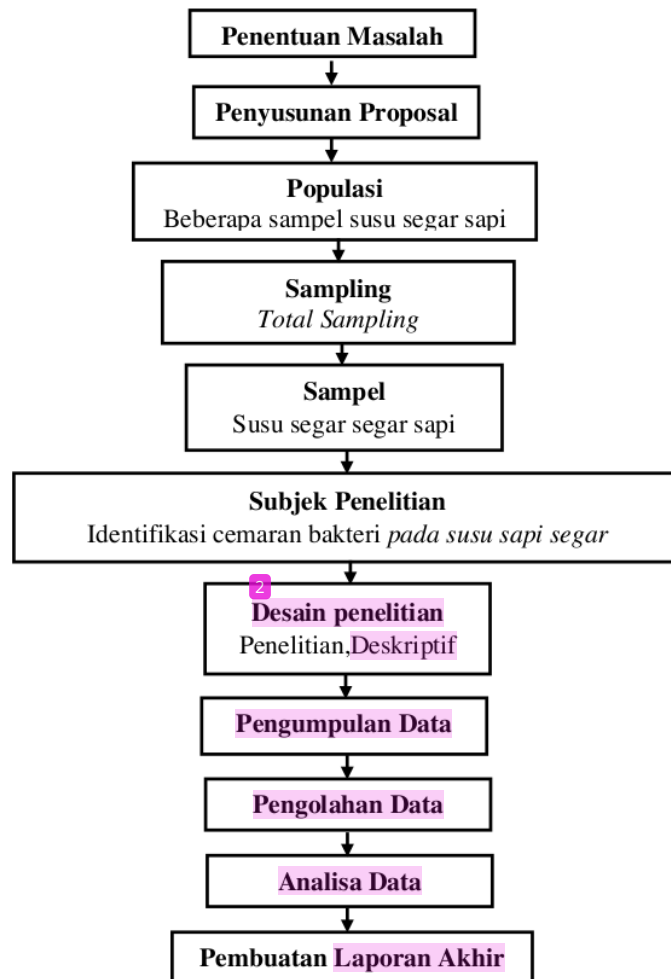 Penentuan Masalah
Penyusunan Proposal
Populasi
Beberapa sampel susu segar sapi
Sampling
Total Sampling
Sampel
Susu segar segar sapi
Subjek Penelitian
Identifikasi cemaran bakteri pada susu sapi segar
2
Desain penelitian
Penelitian,Deskriptif
Pengumpulan Data
Pengolahan Data
Analisa Data
Pembuatan Laporan Akhir